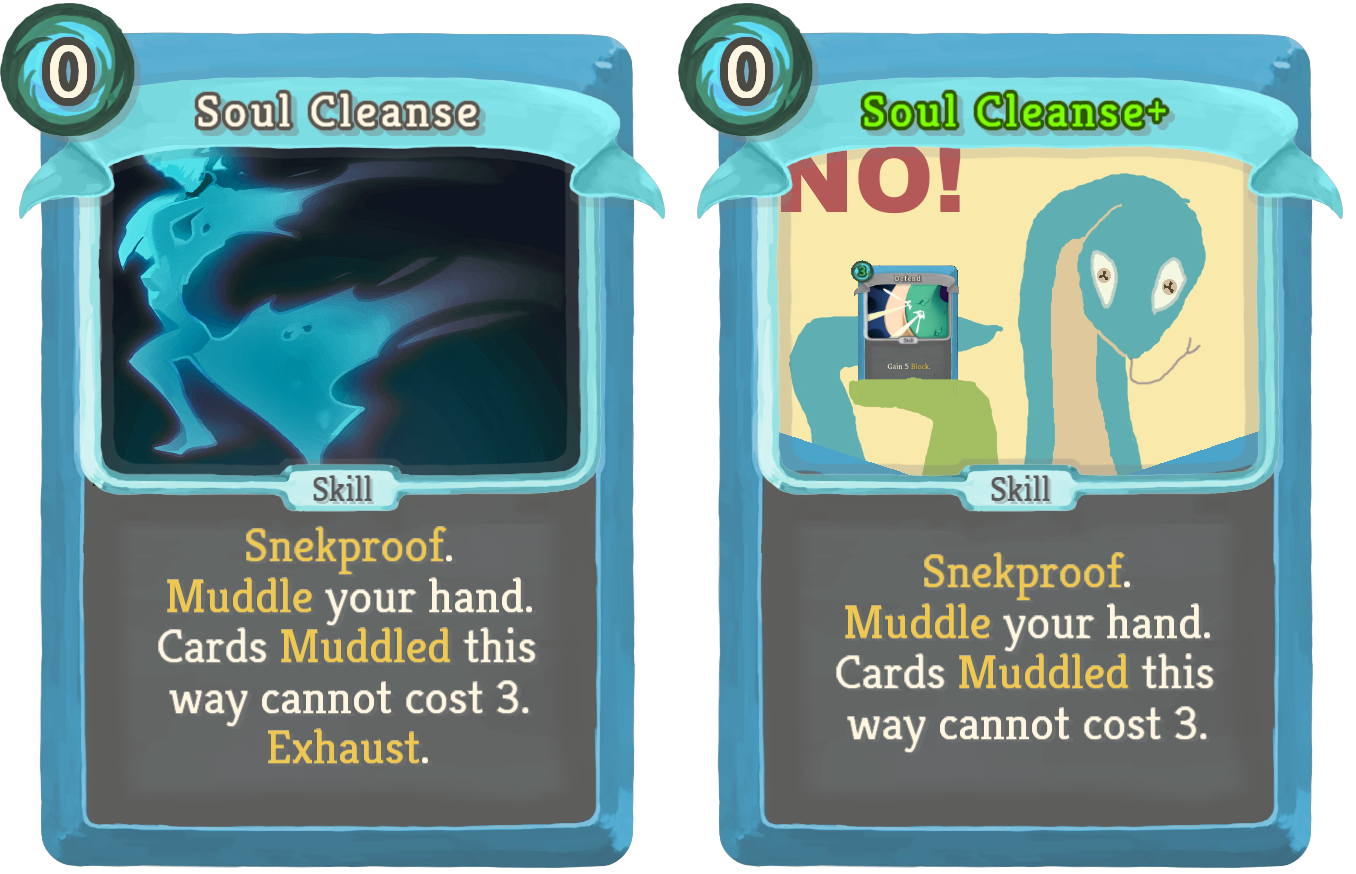 0
Soul Cleanse
Skill
Snekproof.
Muddle your hand.
Cards Muddled this
way cannot cost 3.
Exhaust.
0
Soul Cleanse+
NO!
3
Defend
Skill
Gain 5 Block.
Skill
Snekproof.
Muddle your hand.
Cards Muddled this
way cannot cost 3.